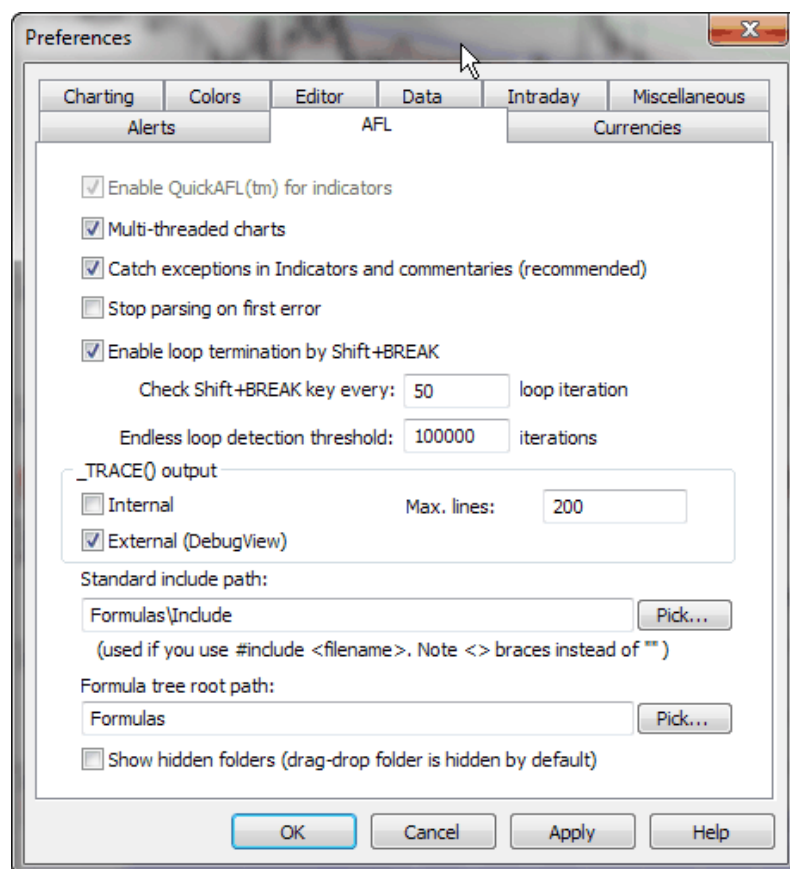 Preferences
Charting Colors Editor Data Intraday Miscellaneous
Alerts AFL Currencies
Enable QuickAFL(tm) for indicators
Multi-threaded charts
Catch exceptions in Indicators and commentaries (recommended)
Stop parsing on first error
Enable loop termination by Shift+BREAK
Check Shift+BREAK key every: 50 loop iteration
Endless loop detection threshold: 100000 iterations
_TRACE() output
Internal Max. lines: 200
External (DebugView)
Standard include path:
Formulas\Include Pick...
(used if you use #include <filename>. Note <> braces instead of "" )
Formula tree root path:
Formulas Pick...
Show hidden folders (drag-drop folder is hidden by default)
OK Cancel Apply Help